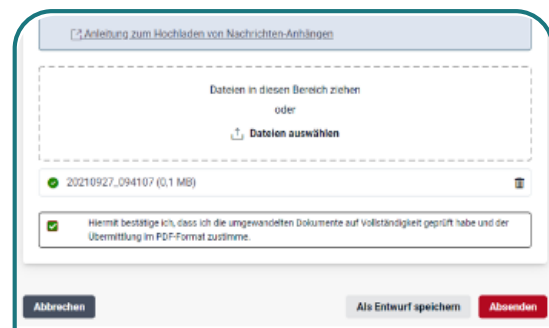 Anleitung zum Hochladen von Nachrichten-Anhängen
Dateien in diesen Bereich ziehen
oder
Dateien auswählen
20210927_094107 (0,1 MB)
Hiermit bestätige ich, dass ich die umgewandelten Dokumente auf Vollständigkeit geprüft habe und der
Übermittlung im PDF-Format zustimme.
Abbrechen
Als Entwurf speichern
Absenden